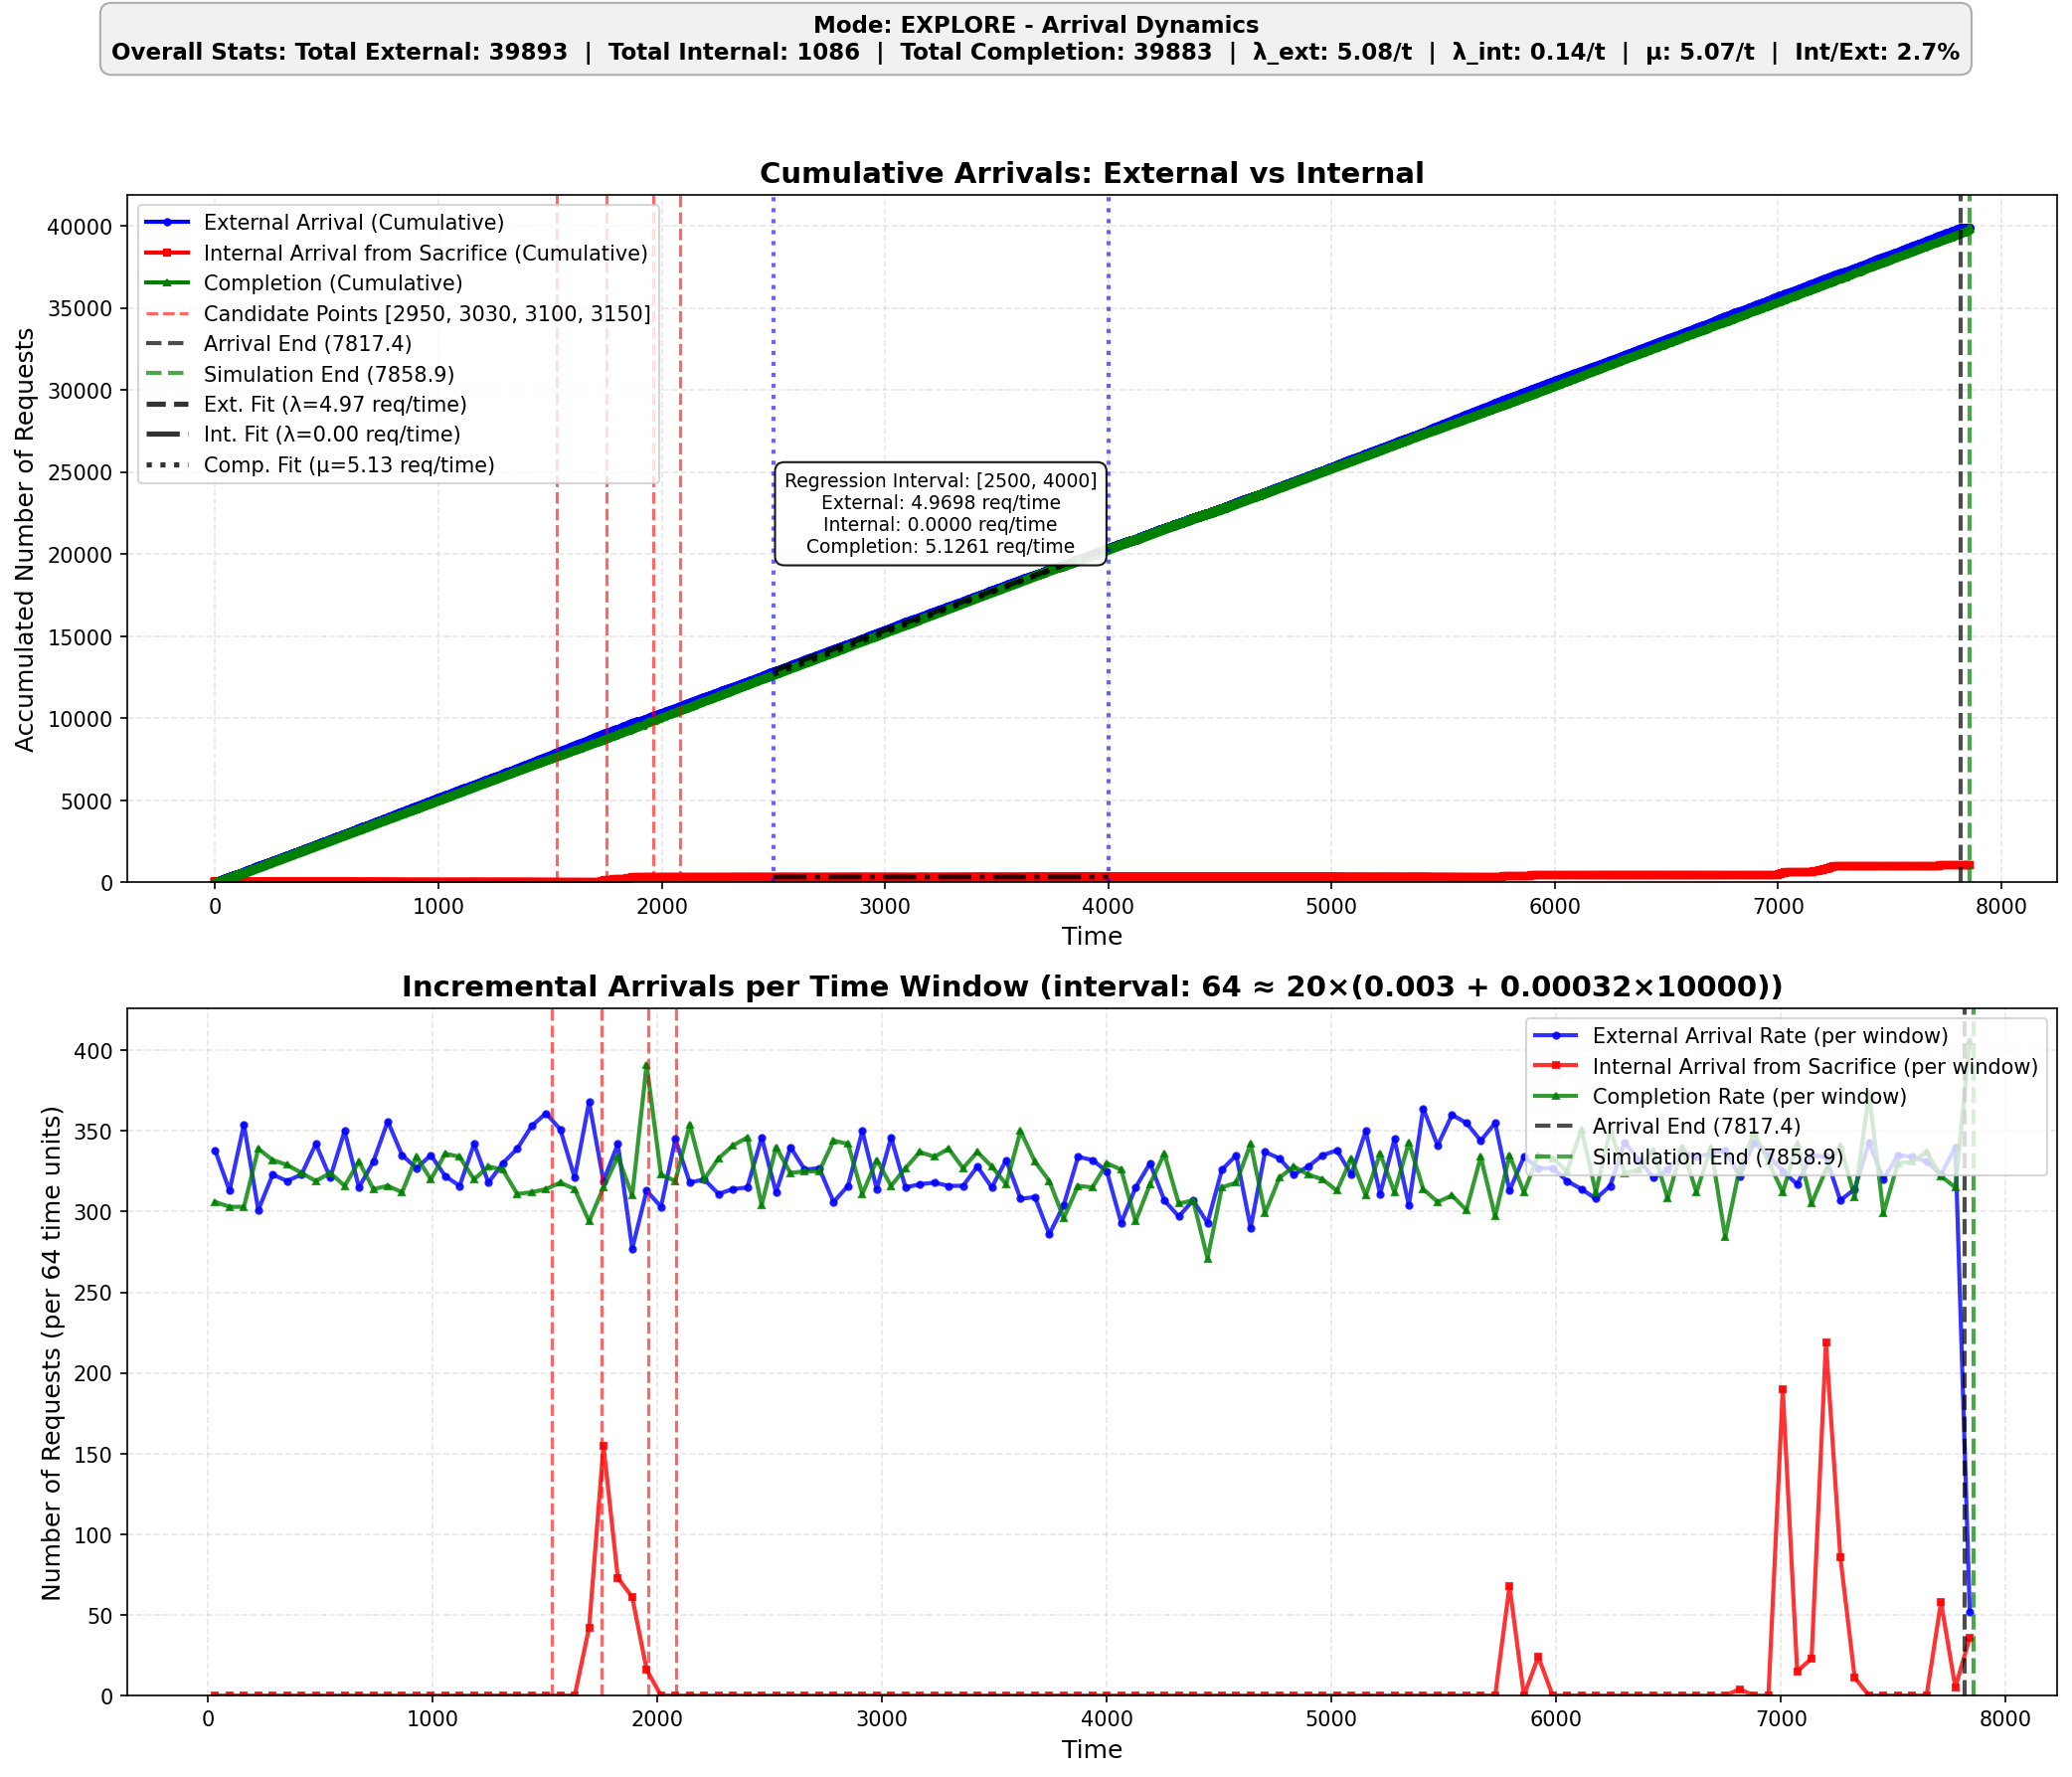 Mode: EXPLORE - Arrival Dynamics
Overall Stats: Total External: 39893 | Total Internal: 1086 | Total Completion: 39883 | λ_ext: 5.08/t | λ_int: 0.14/t | μ: 5.07/t | Int/Ext: 2.7%
Cumulative Arrivals: External vs Internal
Accumulated Number of Requests
40000
35000
30000
25000
20000
15000
10000
5000
0
External Arrival (Cumulative)
Internal Arrival from Sacrifice (Cumulative)
Completion (Cumulative)
Candidate Points [2950, 3030, 3100, 3150]
Arrival End (7817.4)
Simulation End (7858.9)
Ext. Fit (λ=4.97 req/time)
Int. Fit (λ=0.00 req/time)
Comp. Fit (μ=5.13 req/time)
Regression Interval: [2500, 4000]
External: 4.9698 req/time
Internal: 0.0000 req/time
Completion: 5.1261 req/time
0 1000 2000 3000 4000 5000 6000 7000 8000
Time
Incremental Arrivals per Time Window (interval: 64 ≈ 20×(0.003 + 0.00032×10000))
Number of Requests (per 64 time units)
400
350
300
250
200
150
100
50
0
External Arrival Rate (per window)
Internal Arrival from Sacrifice (per window)
Completion Rate (per window)
Arrival End (7817.4)
Simulation End (7858.9)
0 1000 2000 3000 4000 5000 6000 7000 8000
Time